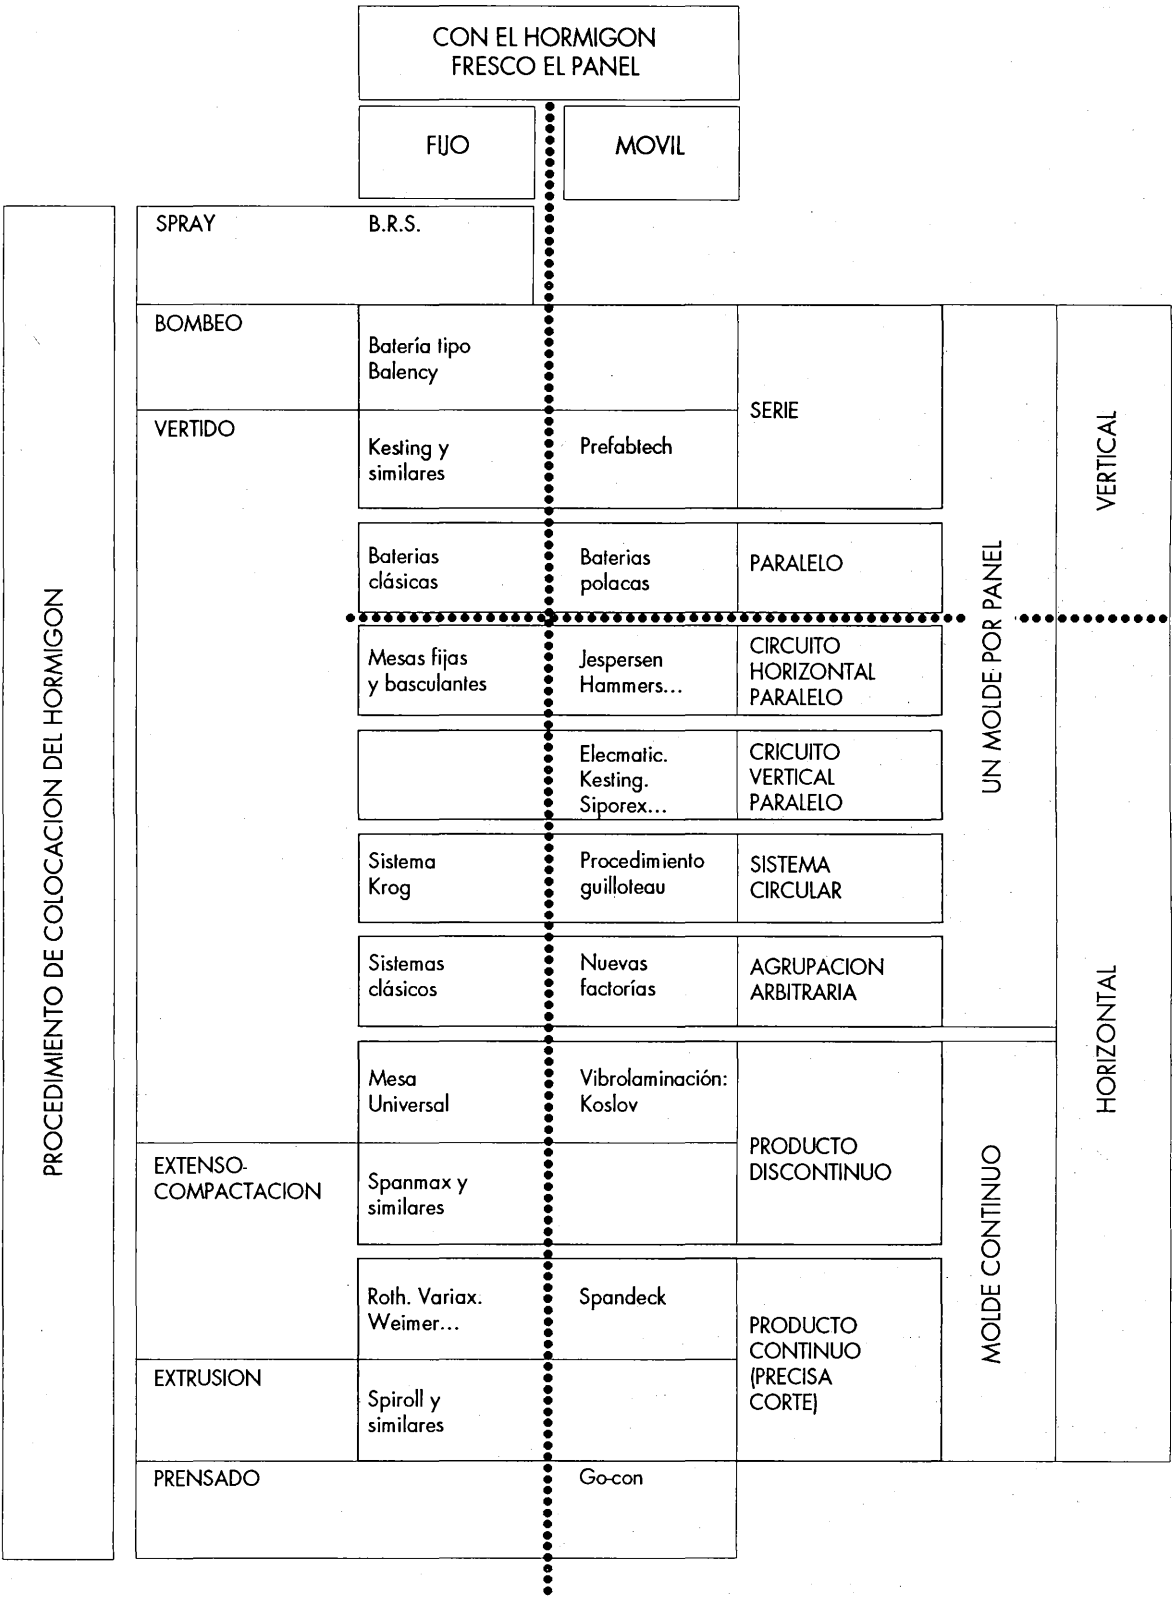 CON EL HORMIGON
FRESCO EL PANEL
FIJO
MOVIL
PROCEDIMIENTO DE COLOCACION DEL HORMIGON
SPRAY
B.R.S.
BOMBEO
Batería tipo
Balency
SERIE
VERTICAL
VERTIDO
Kesting y
similares
Prefabtech
Baterias
clásicas
Baterias
polacas
PARALELO
UN MOLDE POR PANEL
Mesas fijas
y basculantes
Jespersen
Hammers...
CIRCUITO
HORIZONTAL
PARALELO
Elecmatic.
Kesting.
Siporex...
CRICUITO
VERTICAL
PARALELO
Sistema
Krog
Procedimiento
guilloteau
SISTEMA
CIRCULAR
Sistemas
clásicos
Nuevas
factorías
AGRUPACION
ARBITRARIA
HORIZONTAL
Mesa
Universal
Vibrolaminación:
Koslov
PRODUCTO
DISCONTINUO
MOLDE CONTINUO
EXTENSO-
COMPACTACION
Spanmax y
similares
Roth. Variax.
Weimer...
Spandeck
PRODUCTO
CONTINUO
(PRECISA
CORTE)
EXTRUSION
Spiroll y
similares
PRENSADO
Go-con